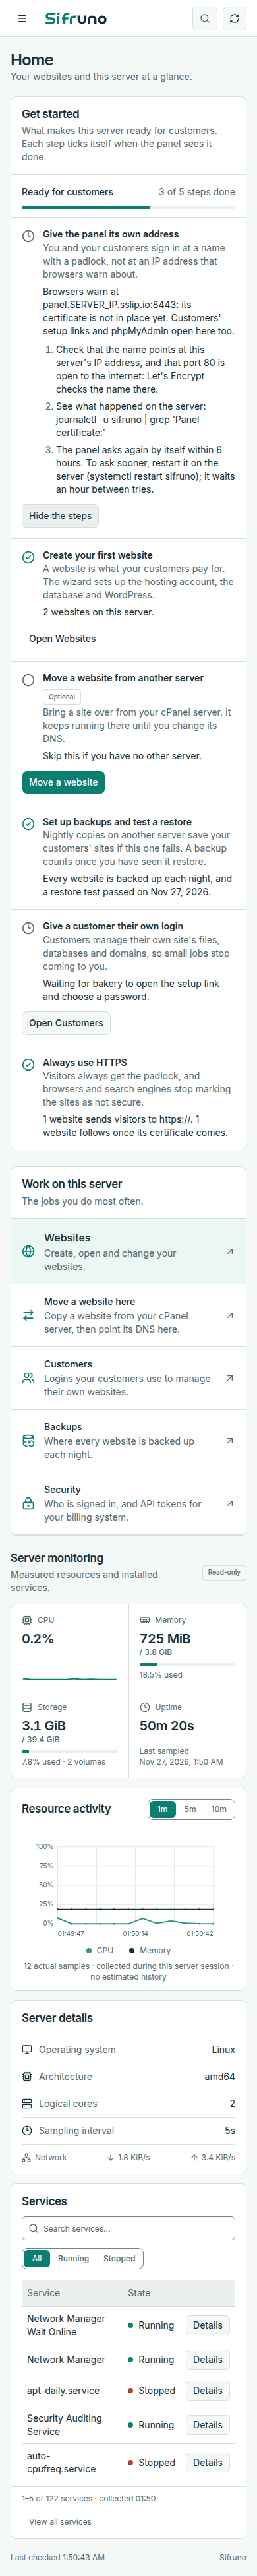 Sifruno
Home
Your websites and this server at a glance.
Get started
What makes this server ready for customers.
Each step ticks itself when the panel sees it
done.
Ready for customers
3 of 5 steps done
Give the panel its own address
You and your customers sign in at a name
with a padlock, not at an IP address that
browsers warn about.
Browsers warn at
panel.SERVER_IP.sslip.io:8443: its
certificate is not in place yet. Customers'
setup links and phpMyAdmin open here too.
1. Check that the name points at this
server's IP address, and that port 80 is
open to the internet: Let's Encrypt
checks the name there.
2. See what happened on the server:
journalctl -u sifruno | grep 'Panel
certificate:'
3. The panel asks again by itself within 6
hours. To ask sooner, restart it on the
server (systemctl restart sifruno); it waits
an hour between tries.
Hide the steps
Create your first website
A website is what your customers pay for.
The wizard sets up the hosting account, the
database and WordPress.
2 websites on this server.
Open Websites
Move a website from another server
Optional
Bring a site over from your cPanel server. It
keeps running there until you change its
DNS.
Skip this if you have no other server.
Move a website
Set up backups and test a restore
Nightly copies on another server save your
customers' sites if this one fails. A backup
counts once you have seen it restore.
Every website is backed up each night, and
a restore test passed on Nov 27, 2026.
Give a customer their own login
Customers manage their own site's files,
databases and domains, so small jobs stop
coming to you.
Waiting for bakery to open the setup link
and choose a password.
Open Customers
Always use HTTPS
Visitors always get the padlock, and
browsers and search engines stop marking
the sites as not secure.
1 website sends visitors to https://. 1
website follows once its certificate comes.
Work on this server
The jobs you do most often.
Websites
Create, open and change your
websites.
Move a website here
Copy a website from your cPanel
server, then point its DNS here.
Customers
Logins your customers use to manage
their own websites.
Backups
Where every website is backed up
each night.
Security
Who is signed in, and API tokens for
your billing system.
Server monitoring
Measured resources and installed
services.
Read-only
CPU
0.2%
Memory
725 MiB
/ 3.8 GiB
18.5% used
Storage
3.1 GiB
/ 39.4 GiB
7.8% used · 2 volumes
Uptime
50m 20s
Last sampled
Nov 27, 2026, 1:50 AM
Resource activity
1m 5m 10m
100%
75%
50%
25%
0%
01:49:47 01:50:14 01:50:42
CPU Memory
12 actual samples · collected during this server session ·
no estimated history
Server details
Operating system Linux
Architecture amd64
Logical cores 2
Sampling interval 5s
Network ↓ 1.8 KiB/s ↑ 3.4 KiB/s
Services
Search services...
All Running Stopped
Service State
Network Manager
Wait Online
Running Details
Network Manager Running Details
apt-daily.service Stopped Details
Security Auditing
Service
Running Details
auto-
cpufreq.service
Stopped Details
1–5 of 122 services · collected 01:50
View all services
Last checked 1:50:43 AM
Sifruno